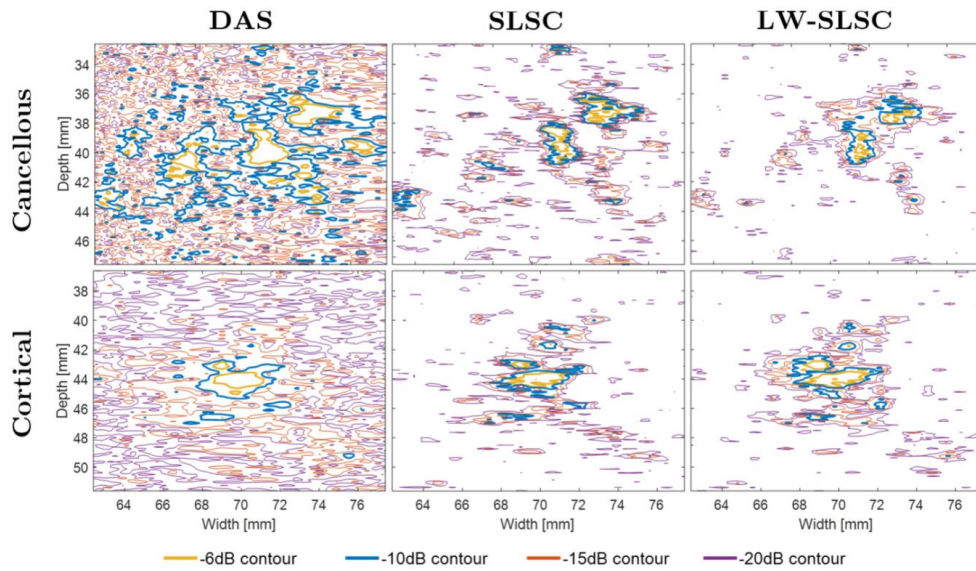 DAS SLSC LW-SLSC
Cancellous
Depth [mm]
34
36
38
40
42
44
46
Cortical
Depth [mm]
38
40
42
44
46
48
50
64 66 68 70 72 74 76 64 66 68 70 72 74 76 64 66 68 70 72 74 76
Width [mm] Width [mm] Width [mm]
-6dB contour -10dB contour -15dB contour -20dB contour